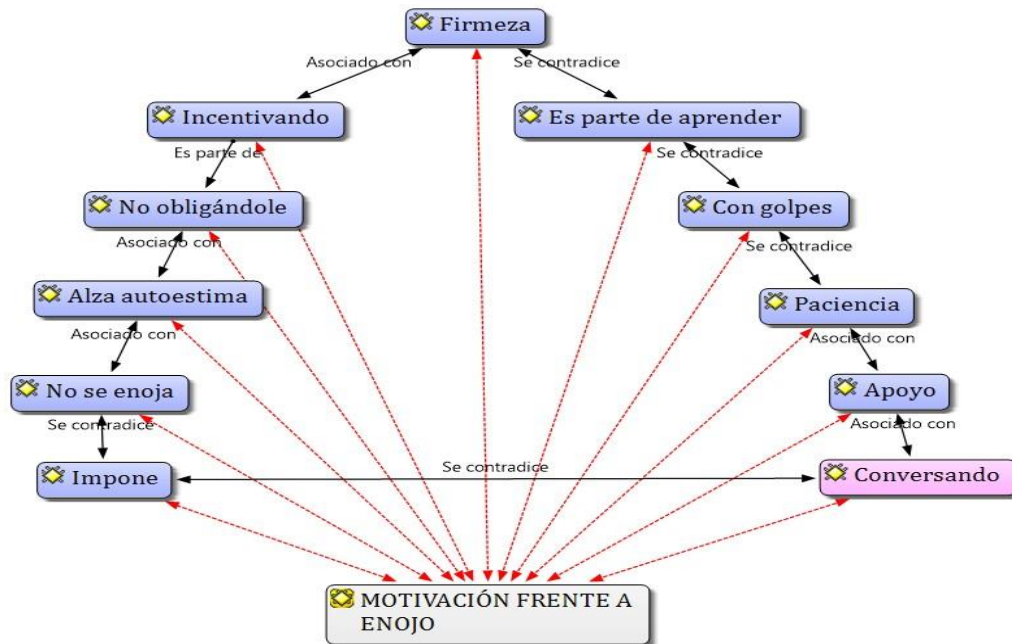 Firmeza
Asociado con
Se contradice
Incentivando
Es parte de aprender
Es parte de
Se contradice
No obligándole
Con golpes
Asociado con
Se contradice
Alza autoestima
Paciencia
Asociado con
Asociado con
No se enoja
Apoyo
Se contradice
Asociado con
Impone
Se contradice
Conversando
MOTIVACIÓN FRENTE A
ENOJO